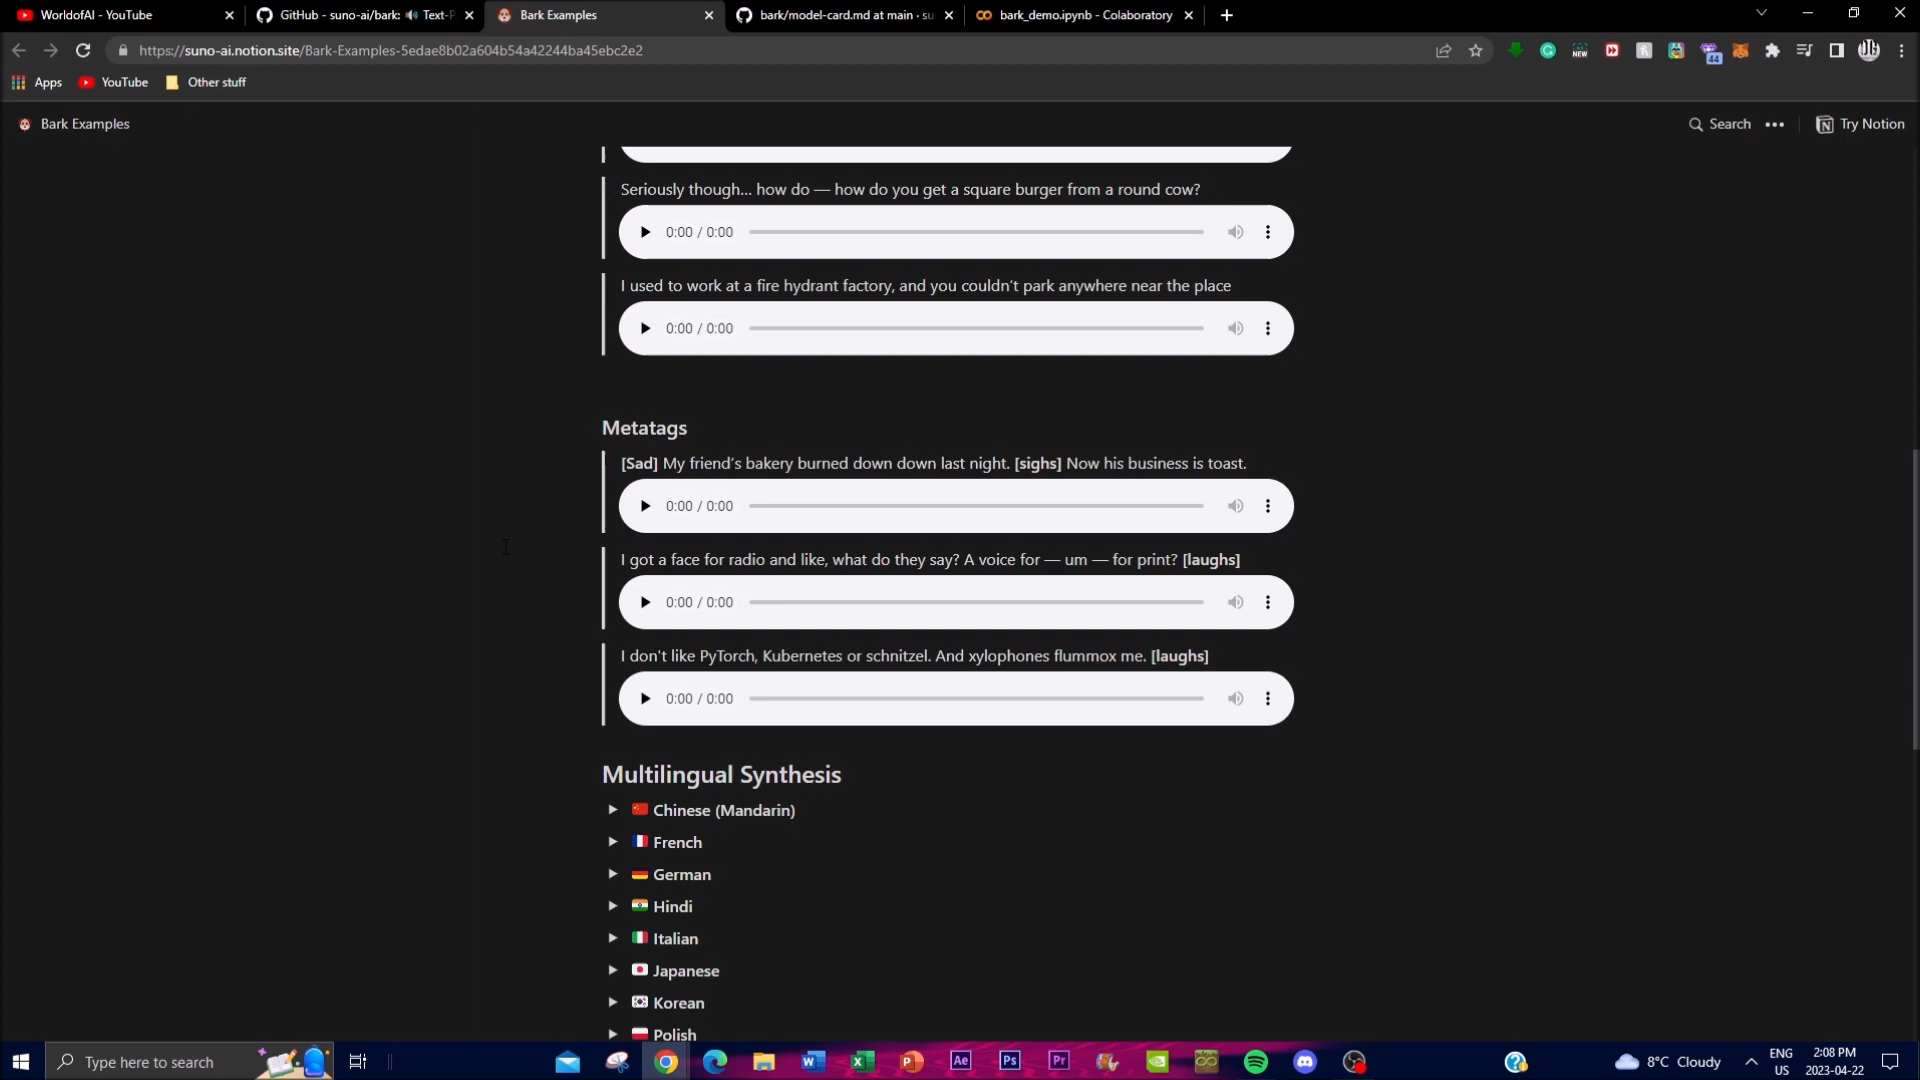 WorldofAI - YouTube
GitHub - suno-ai/bark: 🔊 Text-P
Bark Examples
bark/model-card.md at main · su
bark_demo.ipynb - Colaboratory
https://suno-ai.notion.site/Bark-Examples-5edae8b02a604b54a42244ba45ebc2e2
NEW
44
Apps
YouTube
Other stuff
Bark Examples
Search
Try Notion
Seriously though... how do — how do you get a square burger from a round cow?
0:00 / 0:00
I used to work at a fire hydrant factory, and you couldn't park anywhere near the place
0:00 / 0:00
Metatags
[Sad] My friend's bakery burned down down last night. [sighs] Now his business is toast.
0:00 / 0:00
I got a face for radio and like, what do they say? A voice for — um — for print? [laughs]
0:00 / 0:00
I don't like PyTorch, Kubernetes or schnitzel. And xylophones flummox me. [laughs]
0:00 / 0:00
Multilingual Synthesis
Chinese (Mandarin)
French
German
Hindi
Italian
Japanese
Korean
Polish
Type here to search
Ae
Ps
Pr
8°C Cloudy
ENG
US
2:08 PM
2023-04-22